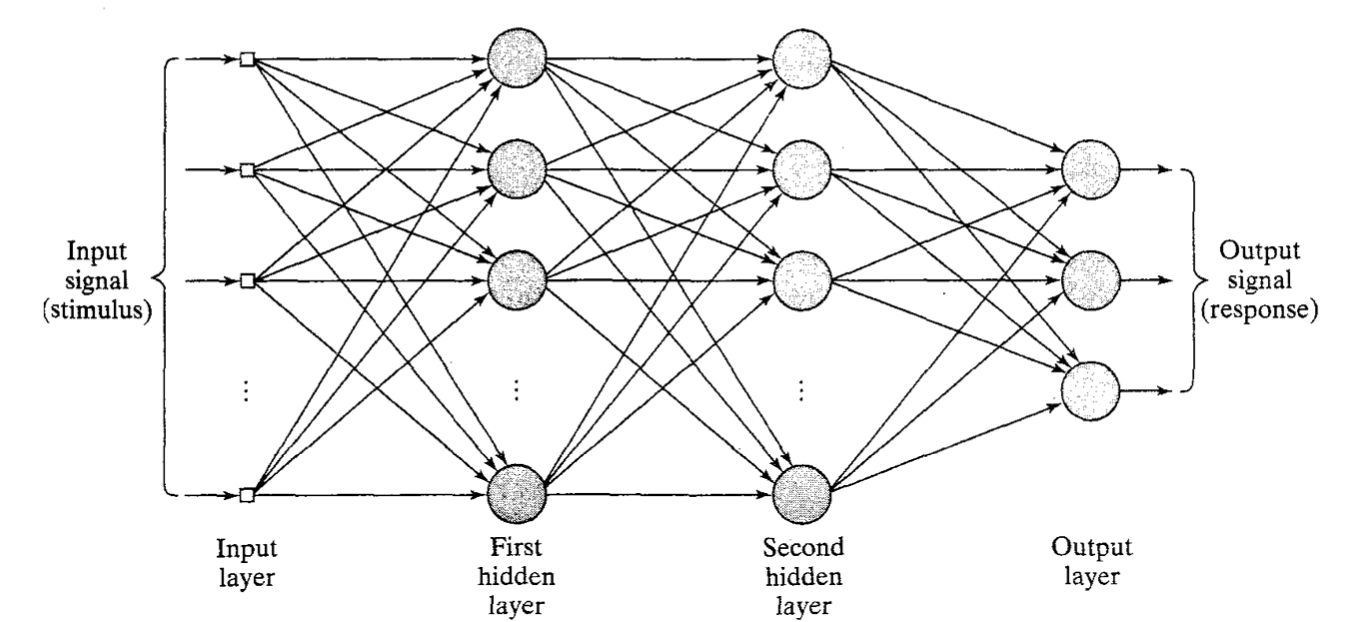 Input
signal
(stimulus)
Output
signal
(response)
⋮
⋮
⋮
Input
layer
First
hidden
layer
Second
hidden
layer
Output
layer